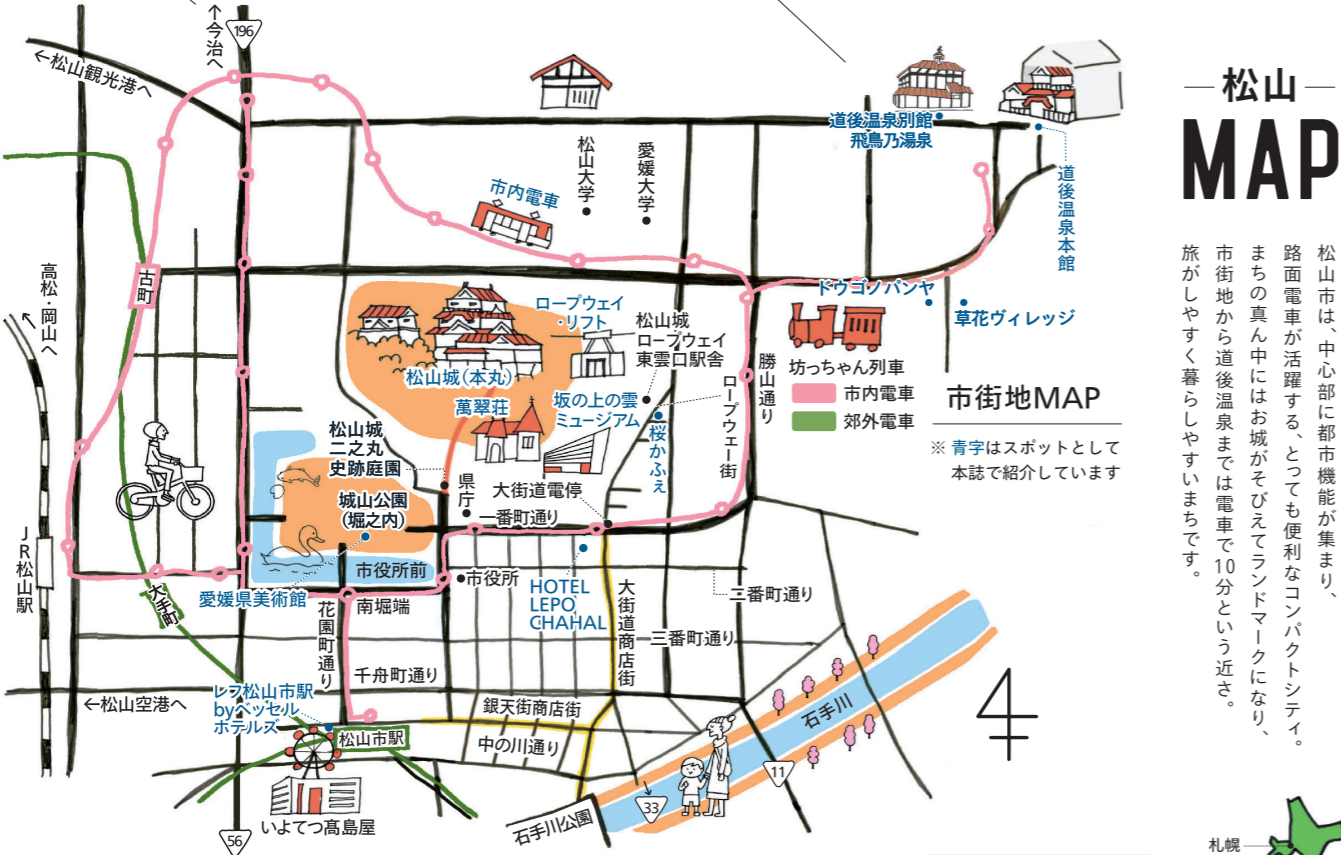 松山
MAP
松山市は、中心部に都市機能が集まり、
路面電車が活躍する、とっても便利なコンパクトシティ。
まちの真ん中にはお城がそびえてランドマークになり、
市街地から道後温泉までは電車で10分という近さ。
旅がしやすく暮らしやすいまちです。
↑今治へ
196
←松山観光港へ
道後温泉別館
飛鳥乃湯泉
道後温泉本館
松山大学
愛媛大学
市内電車
高松・岡山へ
古町
ロープウェイ
・リフト
松山城
ロープウェイ
東雲口駅舎
ドウゴノパンヤ
草花ヴィレッジ
坊っちゃん列車
市内電車
郊外電車
市街地MAP
※ 青字はスポットとして
本誌で紹介しています
松山城(本丸)
萬翠荘
坂の上の雲
ミュージアム
桜かふぇ
ロープウェー街
勝山通り
松山城
二之丸
史跡庭園
県庁
大街道電停
城山公園
(堀之内)
一番町通り
JR松山駅
大手町
愛媛県美術館
市役所前
市役所
南堀端
花園町通り
HOTEL
LEPO
CHAHAL
大街道商店街
二番町通り
三番町通り
千舟町通り
←松山空港へ
レフ松山市駅
byベッセル
ホテルズ
銀天街商店街
松山市駅
中の川通り
石手川
11
33
石手川公園
いよてつ髙島屋
56
札幌